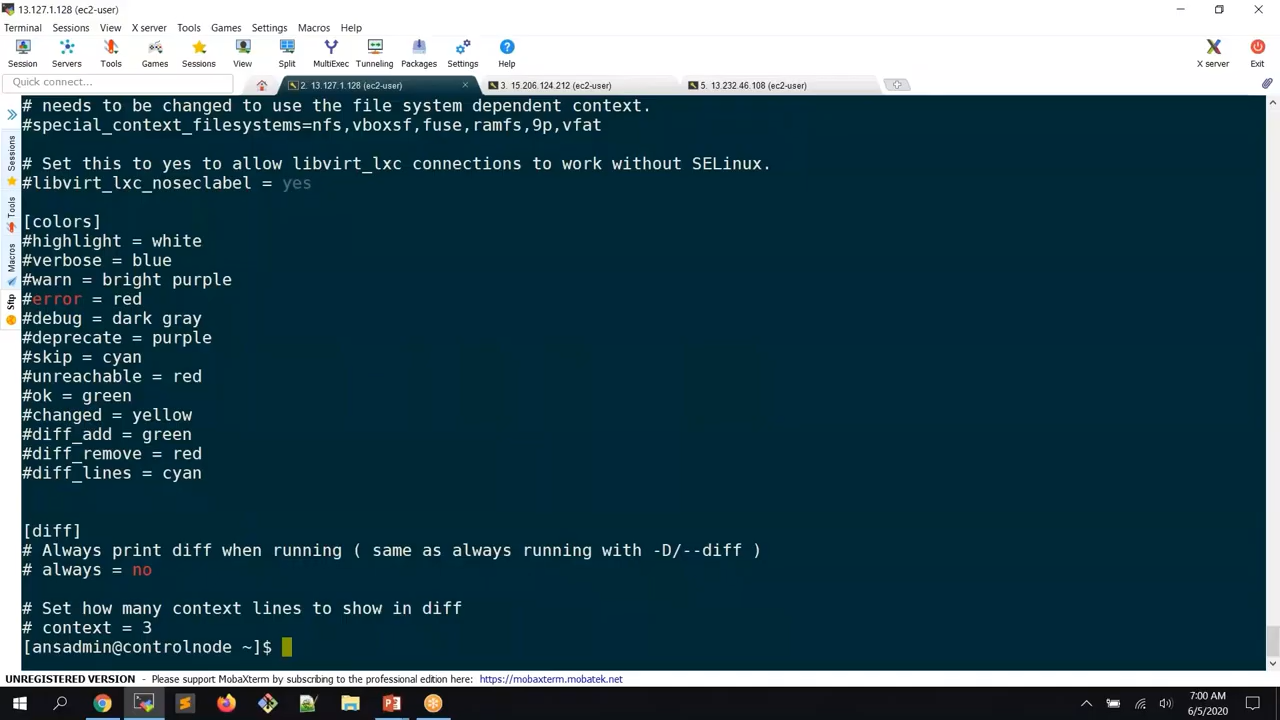 13.127.1.128 (ec2-user)
Terminal Sessions View X server Tools Games Settings Macros Help
Session Servers Tools Games Sessions View Split MultiExec Tunneling Packages Settings Help X server Exit
Quick connect...
2. 13.127.1.128 (ec2-user)
3. 15.206.124.212 (ec2-user)
5. 13.232.46.108 (ec2-user)
Sessions
Tools
Macros
Sftp
# needs to be changed to use the file system dependent context.
#special_context_filesystems=nfs,vboxsf,fuse,ramfs,9p,vfat
# Set this to yes to allow libvirt_lxc connections to work without SELinux.
#libvirt_lxc_noseclabel = yes
[colors]
#highlight = white
#verbose = blue
#warn = bright purple
#error = red
#debug = dark gray
#deprecate = purple
#skip = cyan
#unreachable = red
#ok = green
#changed = yellow
#diff_add = green
#diff_remove = red
#diff_lines = cyan
[diff]
# Always print diff when running ( same as always running with -D/--diff )
# always = no
# Set how many context lines to show in diff
# context = 3
[ansadmin@controlnode ~]$
UNREGISTERED VERSION - Please support MobaXterm by subscribing to the professional edition here: https://mobaxterm.mobatek.net
7:00 AM
6/5/2020